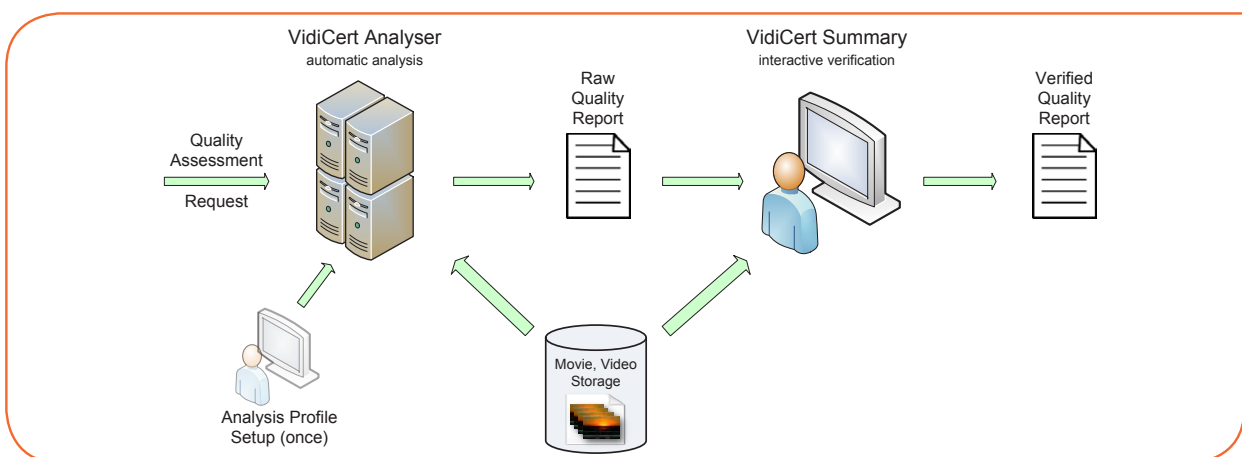 VidiCert Analyser
automatic analysis
VidiCert Summary
interactive verification
Quality
Assessment
Request
Raw
Quality
Report
Verified
Quality
Report
Analysis Profile
Setup (once)
Movie, Video
Storage